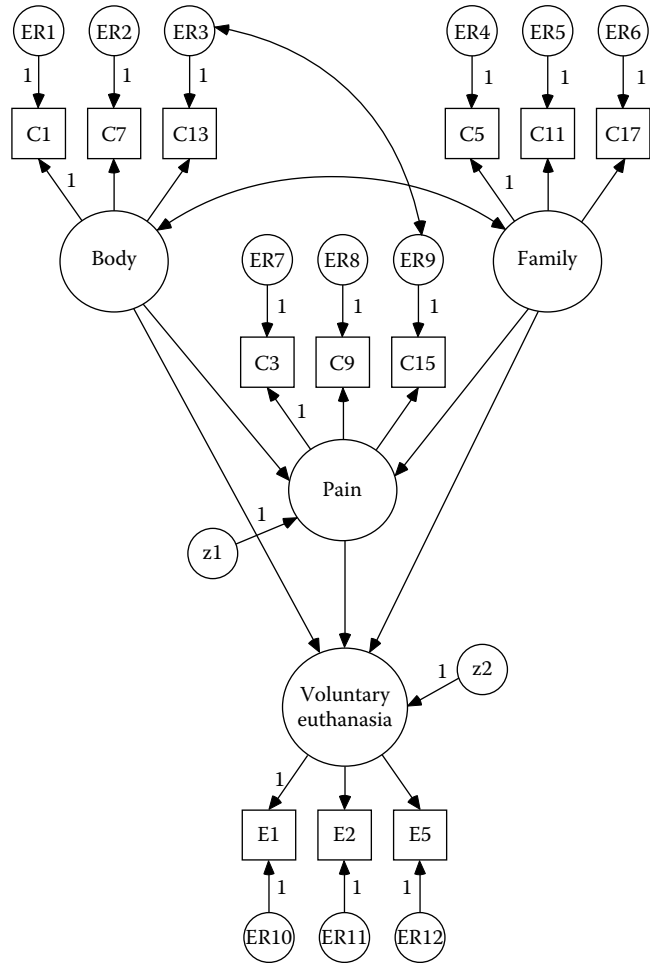 ER1
ER2
ER3
ER4
ER5
ER6
1
1
1
1
1
1
C1
C7
C13
C5
C11
C17
1
1
Body
ER7
ER8
ER9
Family
1
1
1
C3
C9
C15
1
Pain
1
z1
1
z2
Voluntary
euthanasia
1
E1
E2
E5
1
1
1
ER10
ER11
ER12